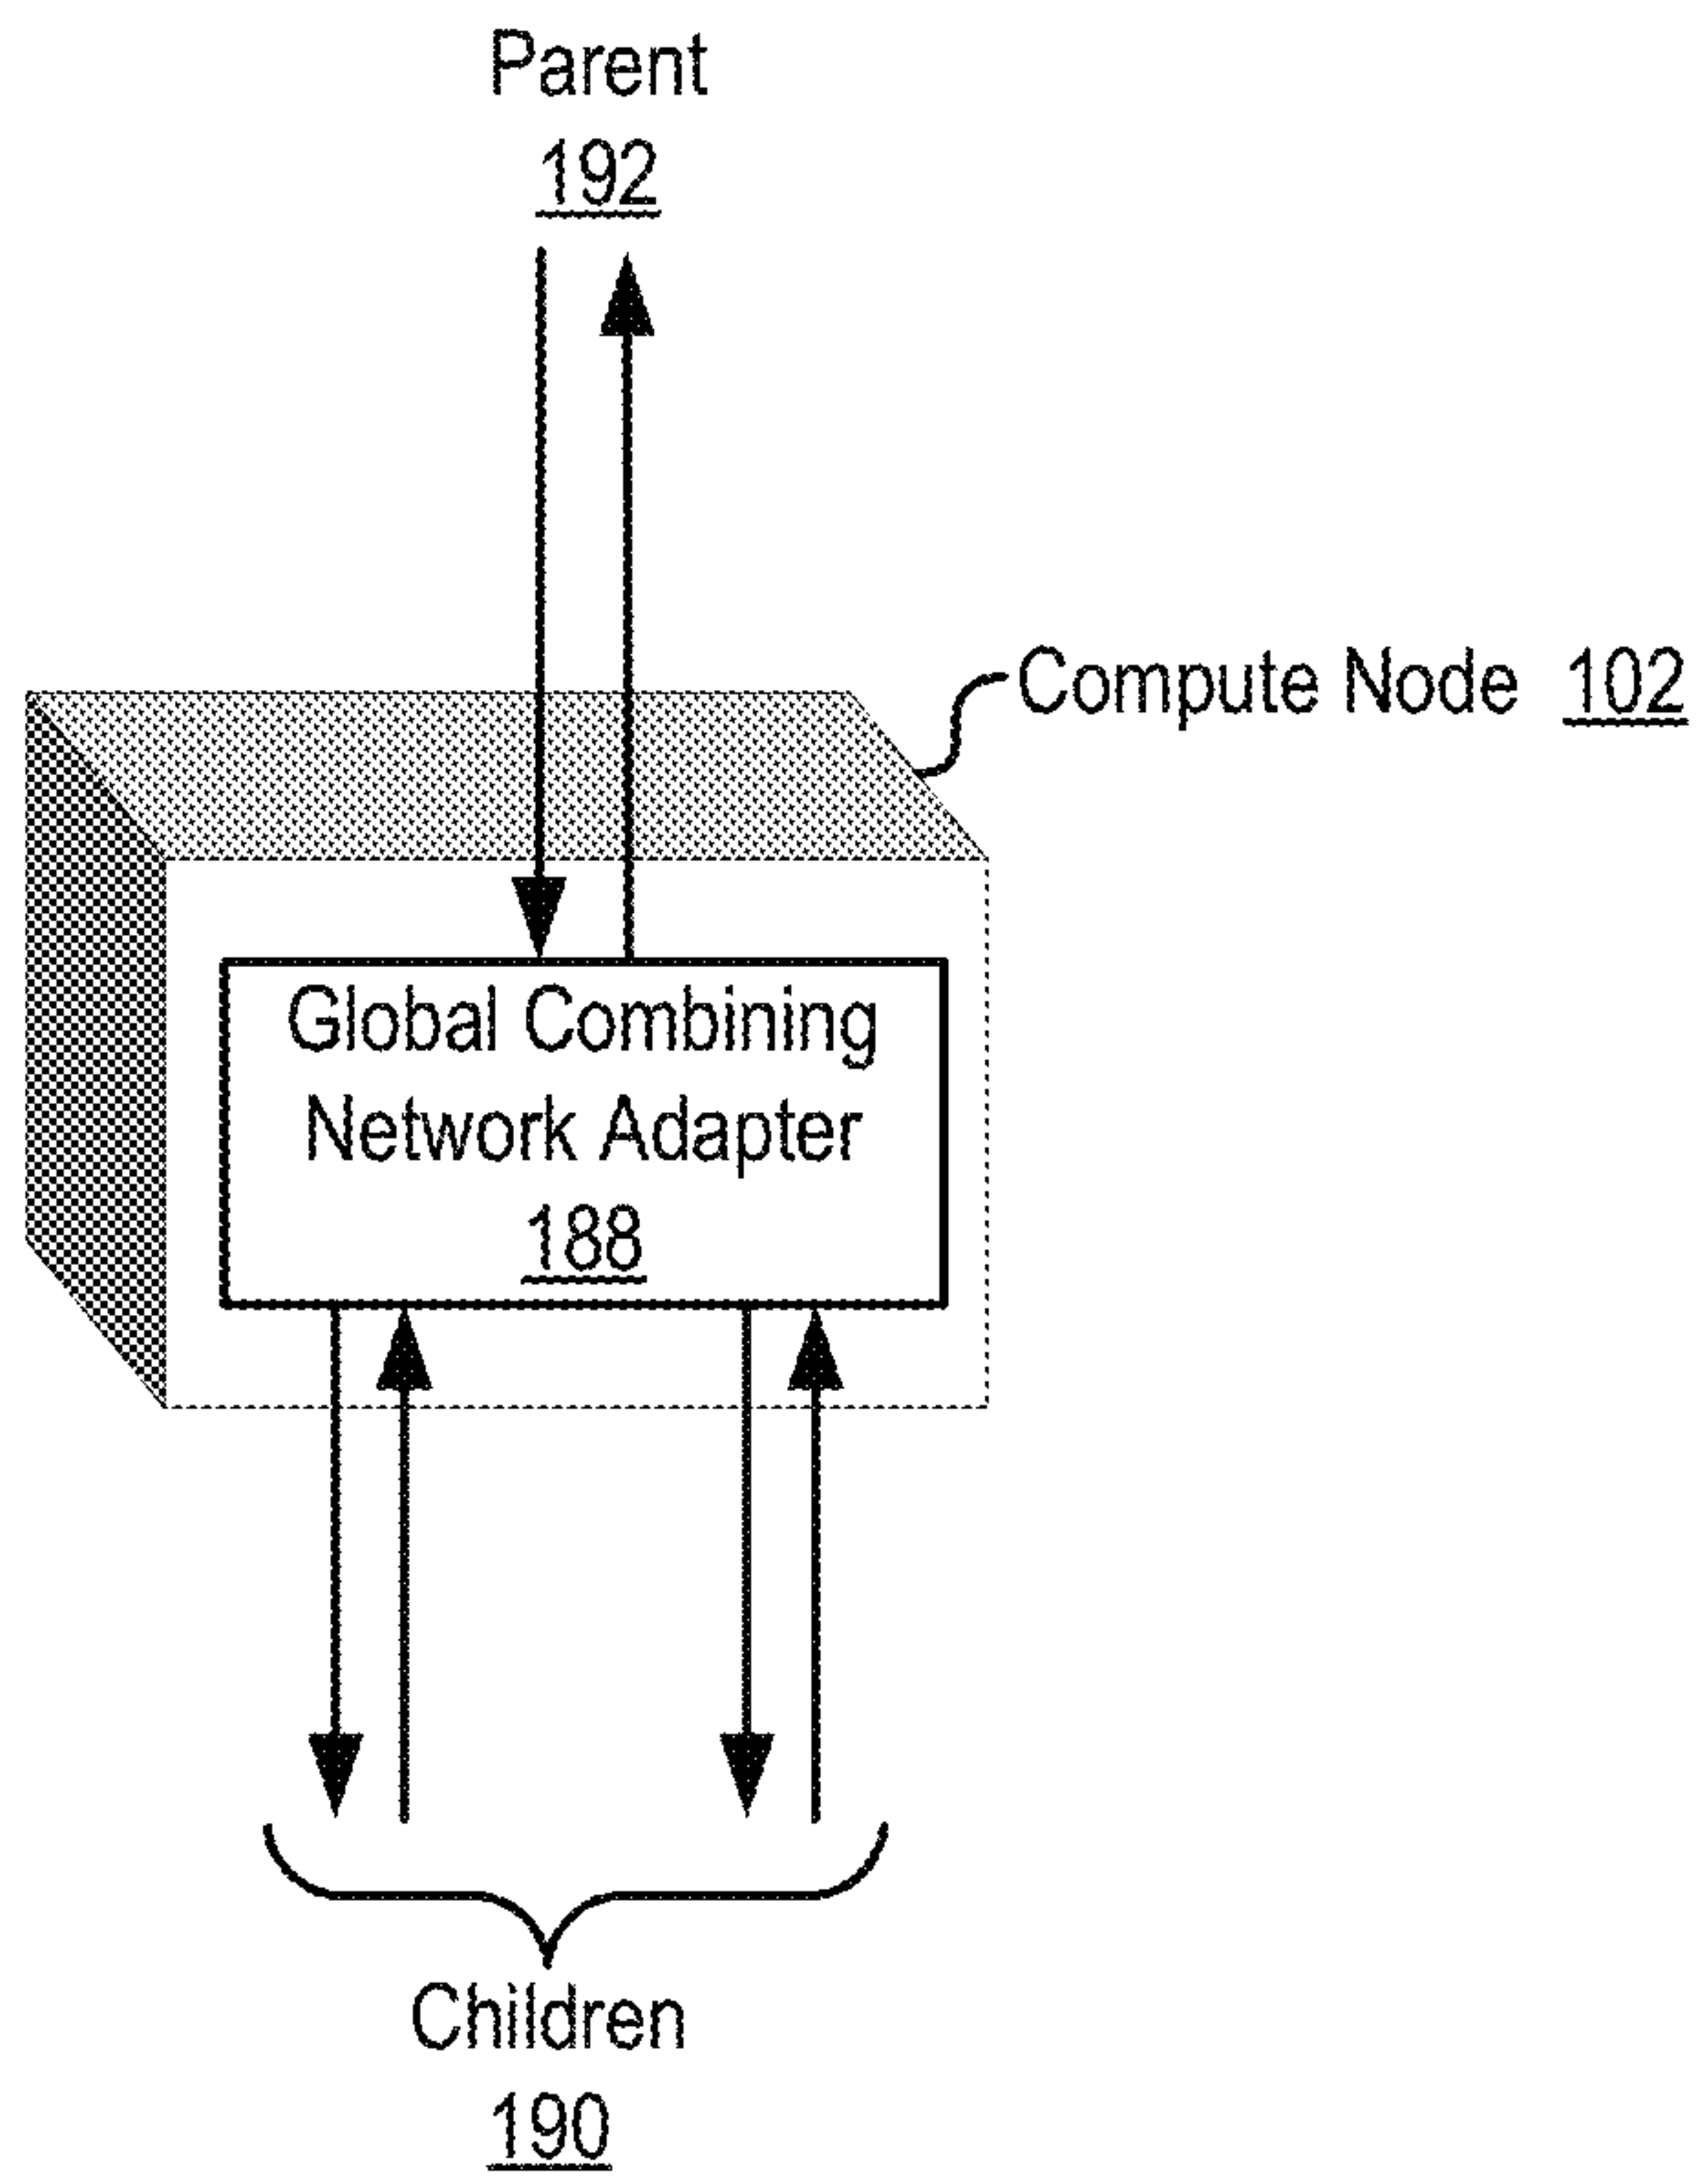 Parent
192
Compute Node 102
Global Combining
Network Adapter
188
Children
190